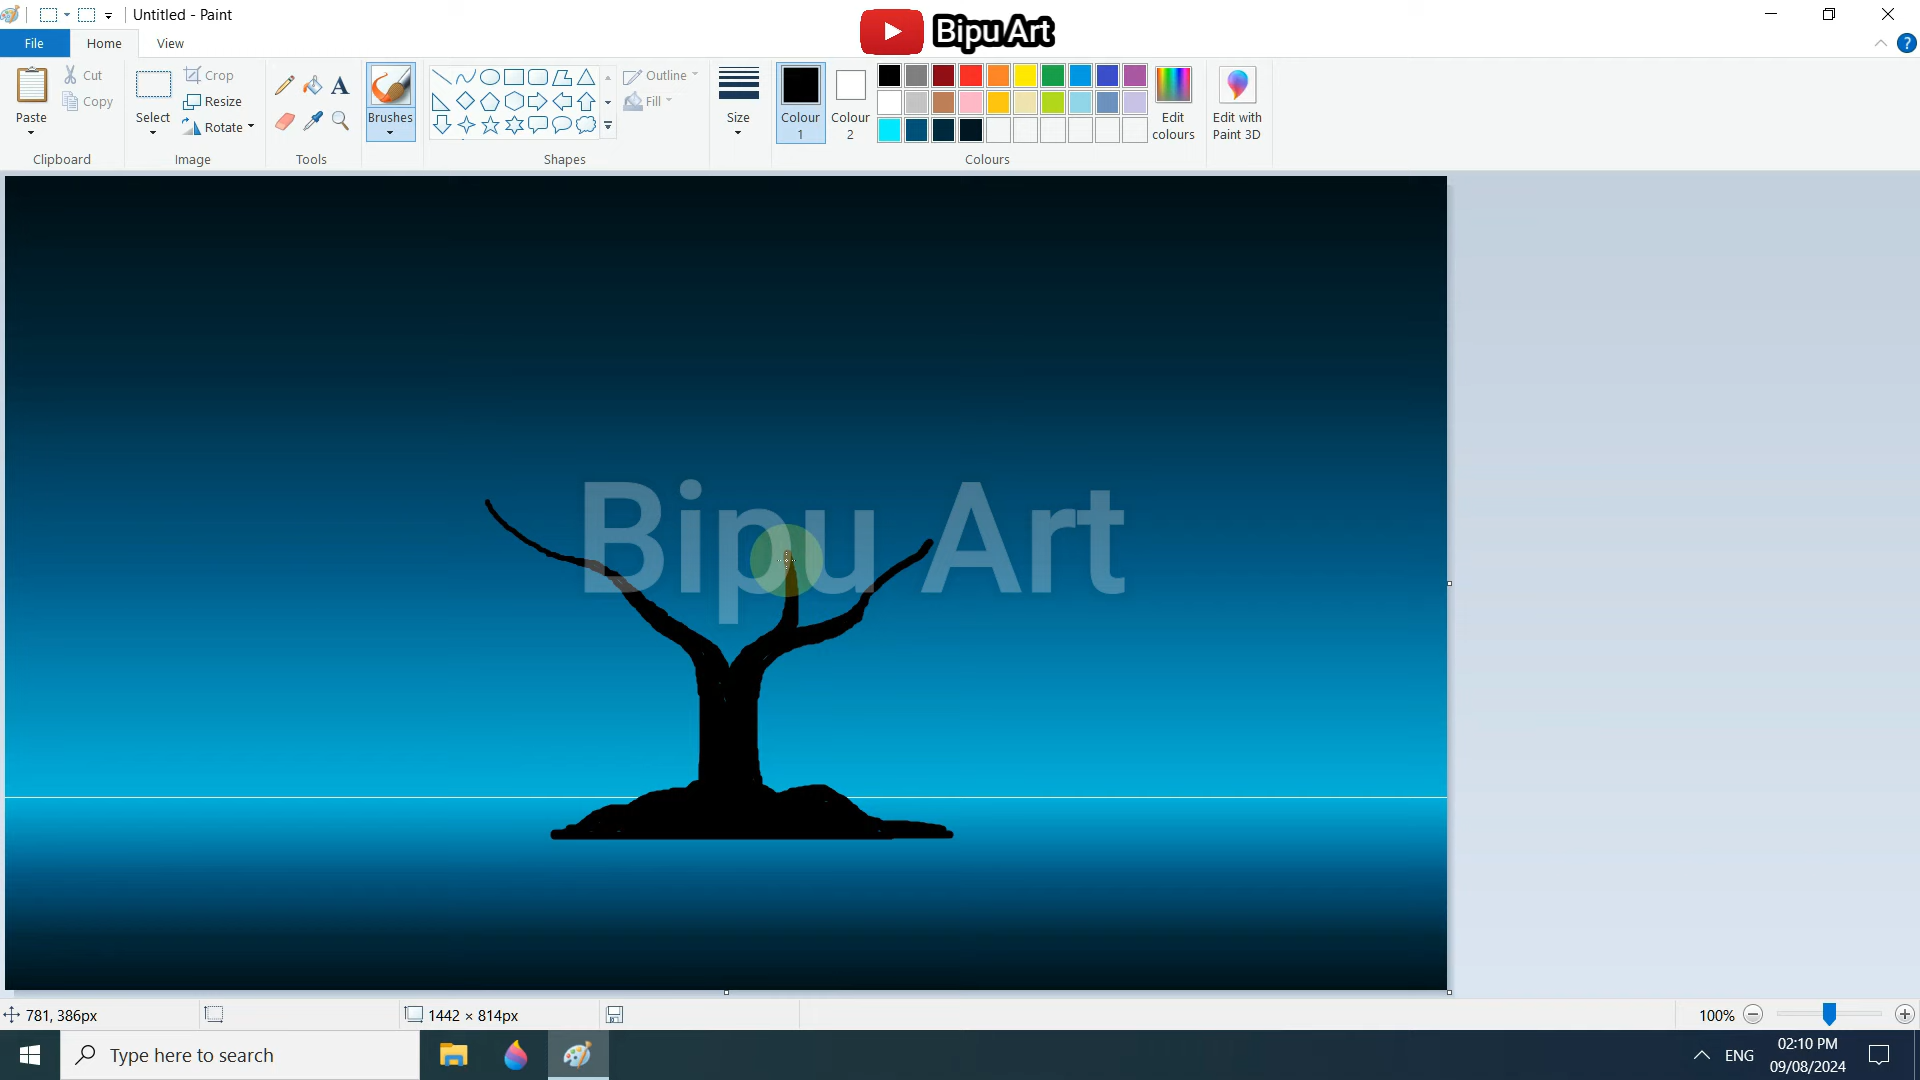 Untitled - Paint
Bipu Art
File
Home
View
Paste
Cut
Copy
Clipboard
Select
Crop
Resize
Rotate
Image
Tools
Brushes
Shapes
Outline
Fill
Size
Colour
1
Colour
2
Edit
colours
Colours
Edit with
Paint 3D
Bipu Art
781, 386px
1442 × 814px
100%
Type here to search
ENG
02:10 PM
09/08/2024